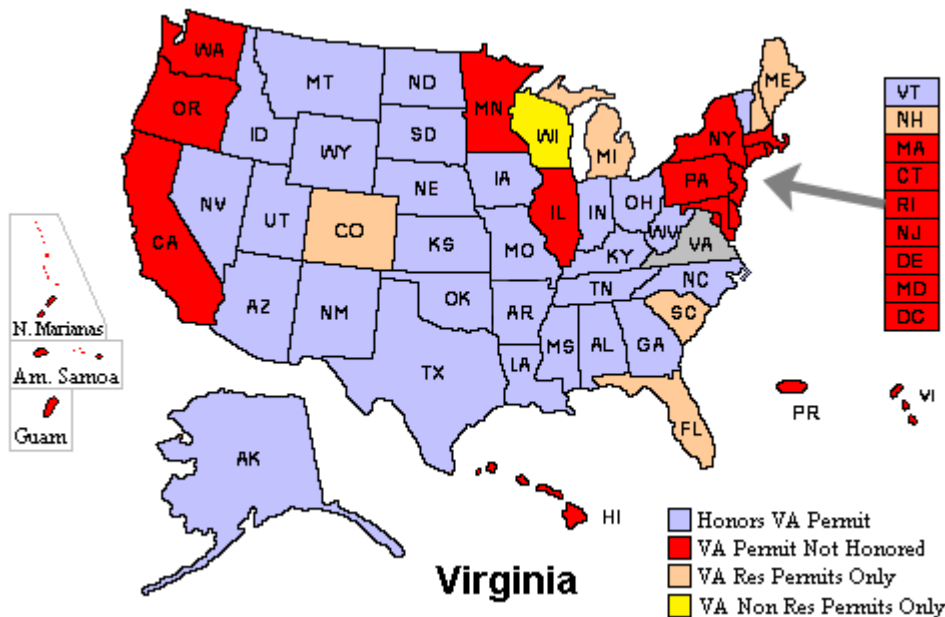 WA
MT
ND
MN
ME
OR
ID
SD
WI
NY
VT
NH
MA
CT
RI
NJ
DE
MD
DC
WY
MI
PA
NV
UT
CO
NE
IA
IL
IN
OH
WV
VA
CA
KS
MO
KY
NC
TN
AZ
NM
OK
AR
SC
TX
LA
MS
AL
GA
FL
N. Marianas
Am. Samoa
Guam
AK
HI
PR
VI
Honors VA Permit
VA Permit Not Honored
VA Res Permits Only
VA Non Res Permits Only
Virginia